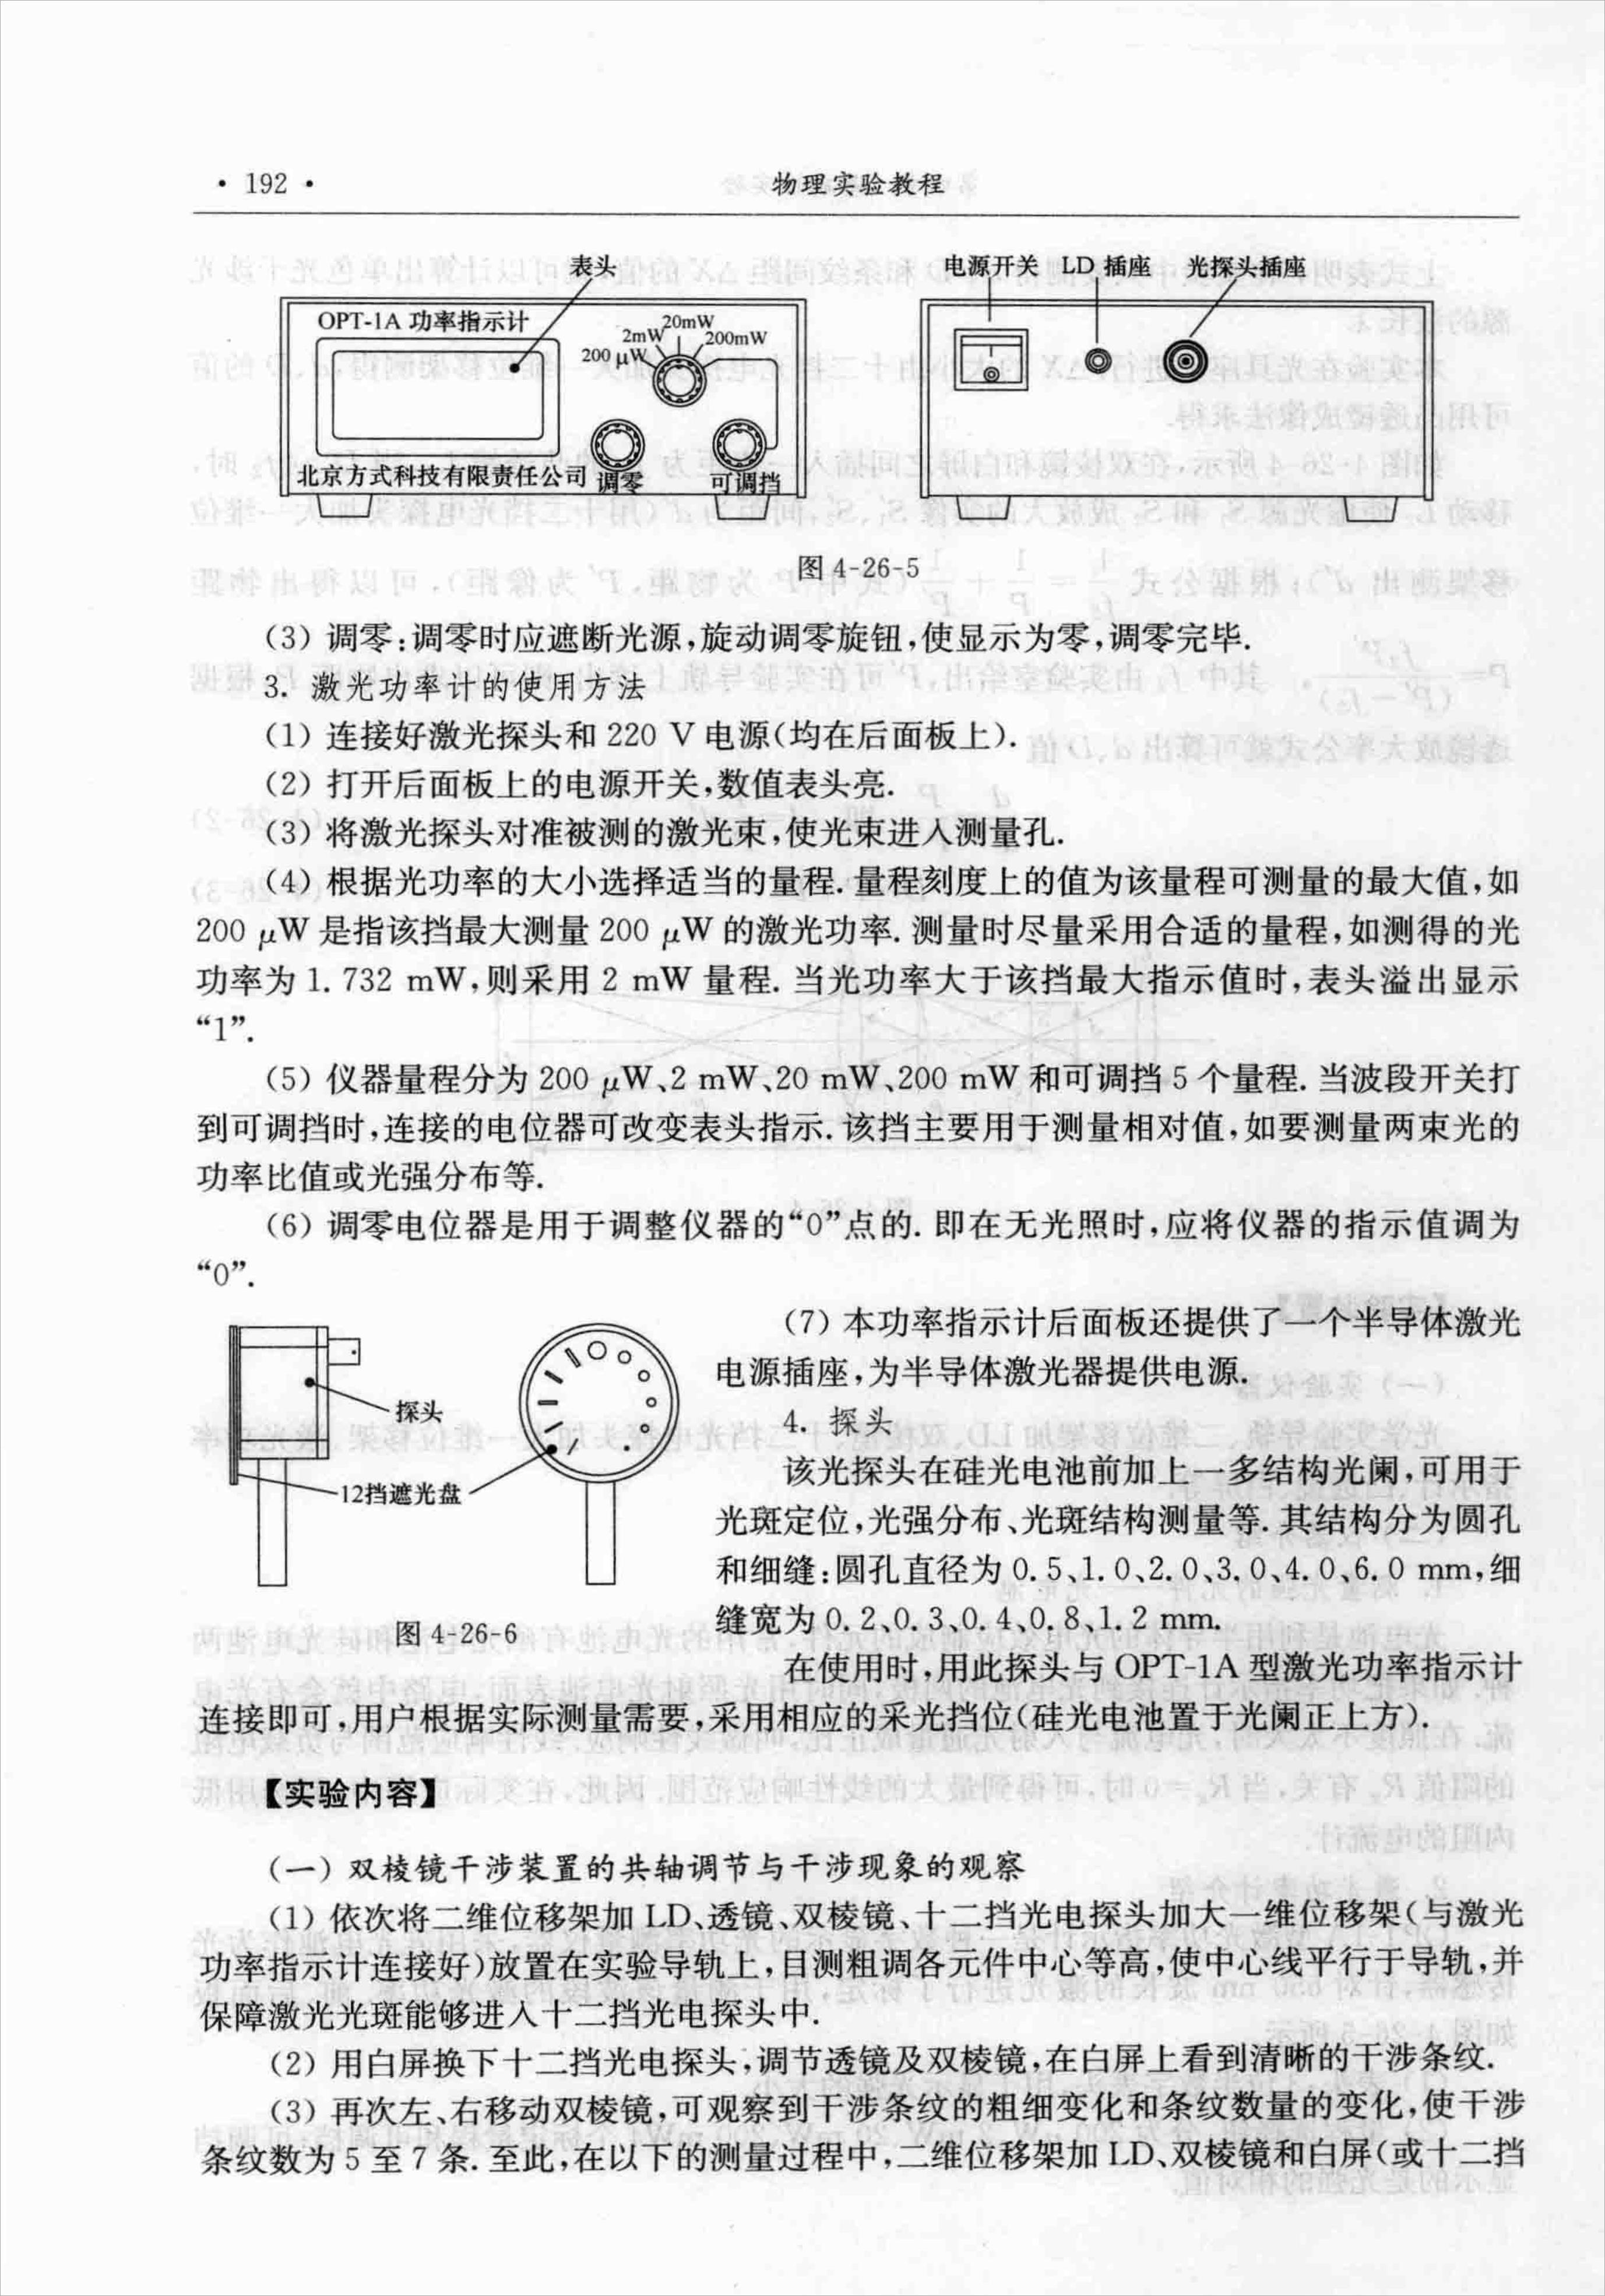 · 192 ·
物理实验教程
表头
OPT-1A 功率指示计
20mW
2mW
200mW
200 μW
北京方式科技有限责任公司
调零
可调挡
电源开关
LD 插座
光探头插座
图 4-26-5
(3) 调零:调零时应遮断光源,旋动调零旋钮,使显示为零,调零完毕.
3. 激光功率计的使用方法
(1) 连接好激光探头和 220 V 电源(均在后面板上).
(2) 打开后面板上的电源开关,数值表头亮.
(3) 将激光探头对准被测的激光束,使光束进入测量孔.
(4) 根据光功率的大小选择适当的量程. 量程刻度上的值为该量程可测量的最大值,如
200 μW 是指该挡最大测量 200 μW 的激光功率. 测量时尽量采用合适的量程,如测得的光
功率为 1. 732 mW,则采用 2 mW 量程. 当光功率大于该挡最大指示值时,表头溢出显示
“1”.
(5) 仪器量程分为 200 μW、2 mW、20 mW、200 mW 和可调挡 5 个量程. 当波段开关打
到可调挡时,连接的电位器可改变表头指示. 该挡主要用于测量相对值,如要测量两束光的
功率比值或光强分布等.
(6) 调零电位器是用于调整仪器的“0”点的. 即在无光照时,应将仪器的指示值调为
“0”.
探头
12挡遮光盘
图 4-26-6
(7) 本功率指示计后面板还提供了一个半导体激光
电源插座,为半导体激光器提供电源.
4. 探头
该光探头在硅光电池前加上一多结构光阑,可用于
光斑定位,光强分布、光斑结构测量等. 其结构分为圆孔
和细缝:圆孔直径为 0. 5、1. 0、2. 0、3. 0、4. 0、6. 0 mm,细
缝宽为 0. 2、0. 3、0. 4、0. 8、1. 2 mm.
在使用时,用此探头与 OPT-1A 型激光功率指示计
连接即可,用户根据实际测量需要,采用相应的采光挡位(硅光电池置于光阑正上方).
【实验内容】
(一) 双棱镜干涉装置的共轴调节与干涉现象的观察
(1) 依次将二维位移架加 LD、透镜、双棱镜、十二挡光电探头加大一维位移架(与激光
功率指示计连接好)放置在实验导轨上,目测粗调各元件中心等高,使中心线平行于导轨,并
保障激光光斑能够进入十二挡光电探头中.
(2) 用白屏换下十二挡光电探头,调节透镜及双棱镜,在白屏上看到清晰的干涉条纹.
(3) 再次左、右移动双棱镜,可观察到干涉条纹的粗细变化和条纹数量的变化,使干涉
条纹数为 5 至 7 条. 至此,在以下的测量过程中,二维位移架加 LD、双棱镜和白屏(或十二挡